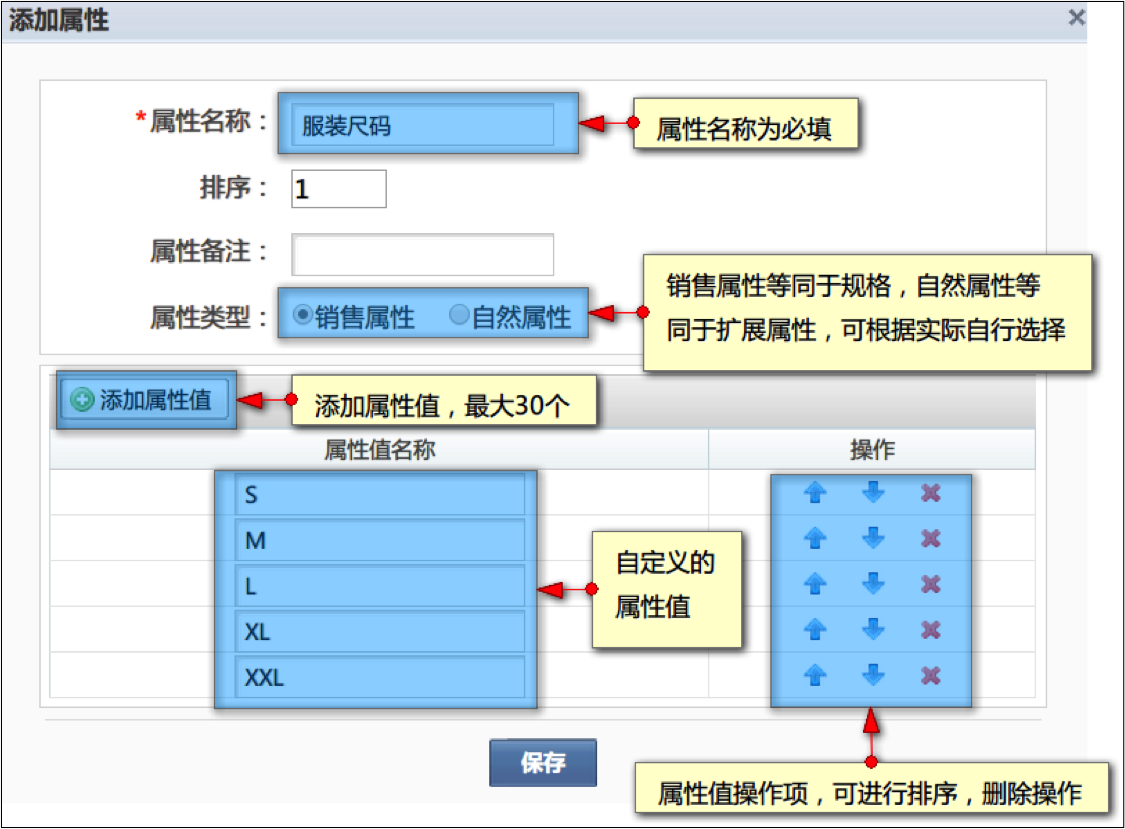 添加属性
*属性名称：
服装尺码
属性名称为必填
排序：
1
属性备注：
销售属性等同于规格，自然属性等
同于扩展属性，可根据实际自行选择
属性类型：
销售属性
自然属性
添加属性值
添加属性值，最大30个
属性值名称
操作
S
M
L
XL
XXL
自定义的
属性值
保存
属性值操作项，可进行排序，删除操作